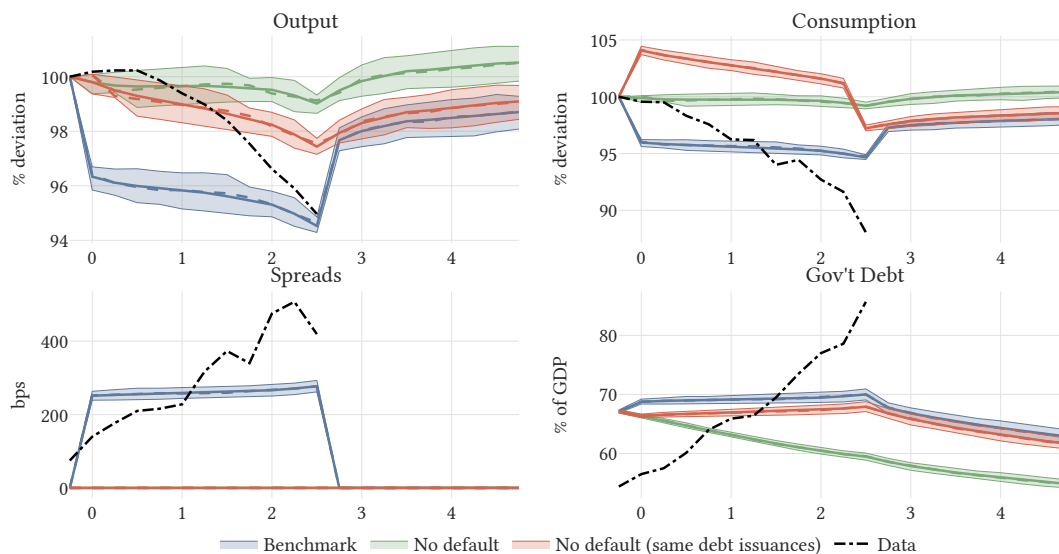 Output
Consumption
% deviation
100
98
96
94
0 1 2 3 4
% deviation
105
100
95
90
0 1 2 3 4
Spreads
Gov't Debt
bps
400
200
0
0 1 2 3 4
% of GDP
80
70
60
0 1 2 3 4
Benchmark No default No default (same debt issuances) Data